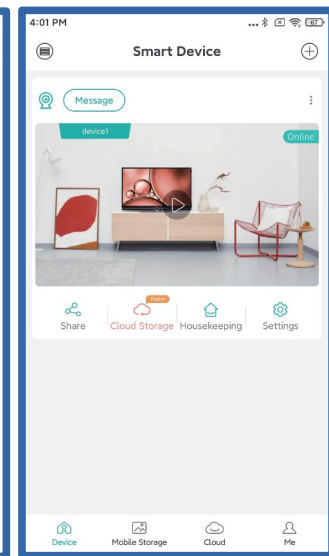 4:01 PM
67
Smart Device
Message
device1
Online
Expire
Share
Cloud Storage
Housekeeping
Settings
Device
Mobile Storage
Cloud
Me